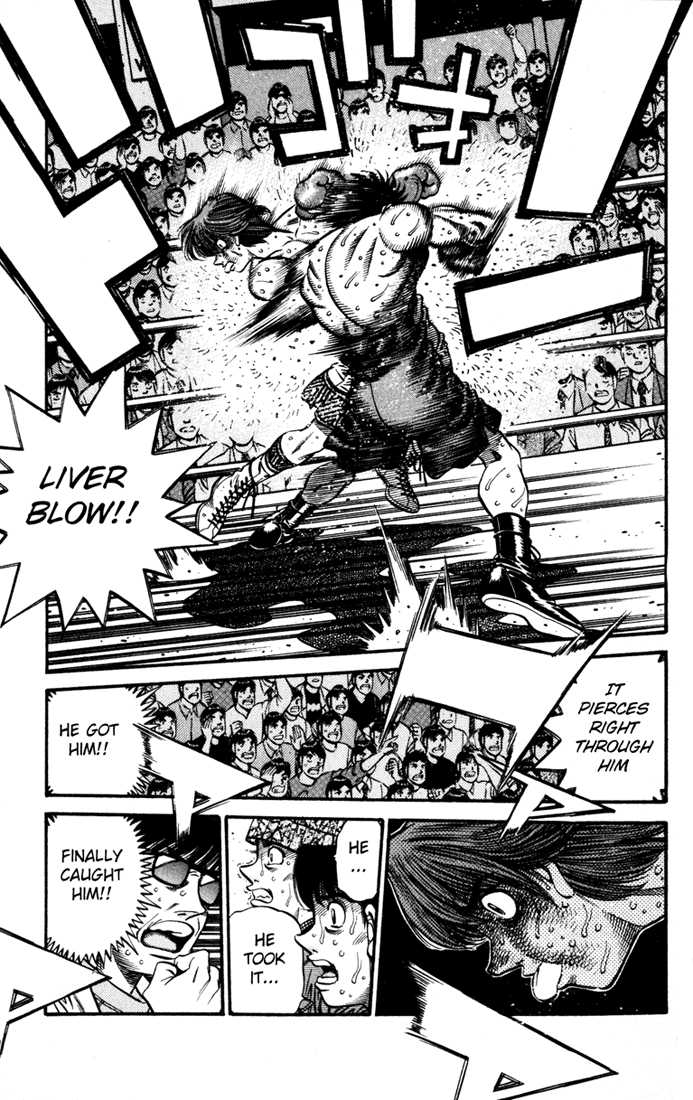 LIVER
BLOW!!
IT
PIERCES
RIGHT
THROUGH
HIM
HE GOT
HIM!!
HE
...
HE
TOOK
IT...
FINALLY
CAUGHT
HIM!!